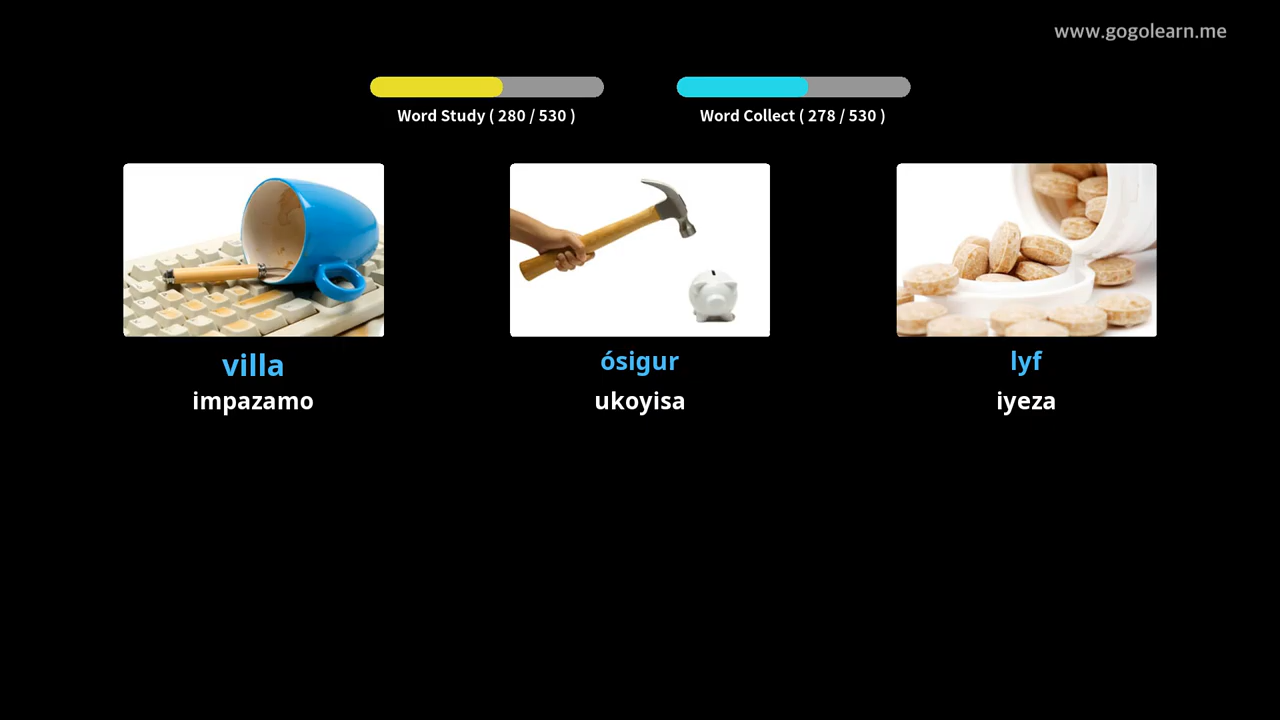 www.gogolearn.me
Word Study ( 280 / 530 )
Word Collect ( 278 / 530 )
villa
impazamo
ósigur
ukoyisa
lyf
iyeza